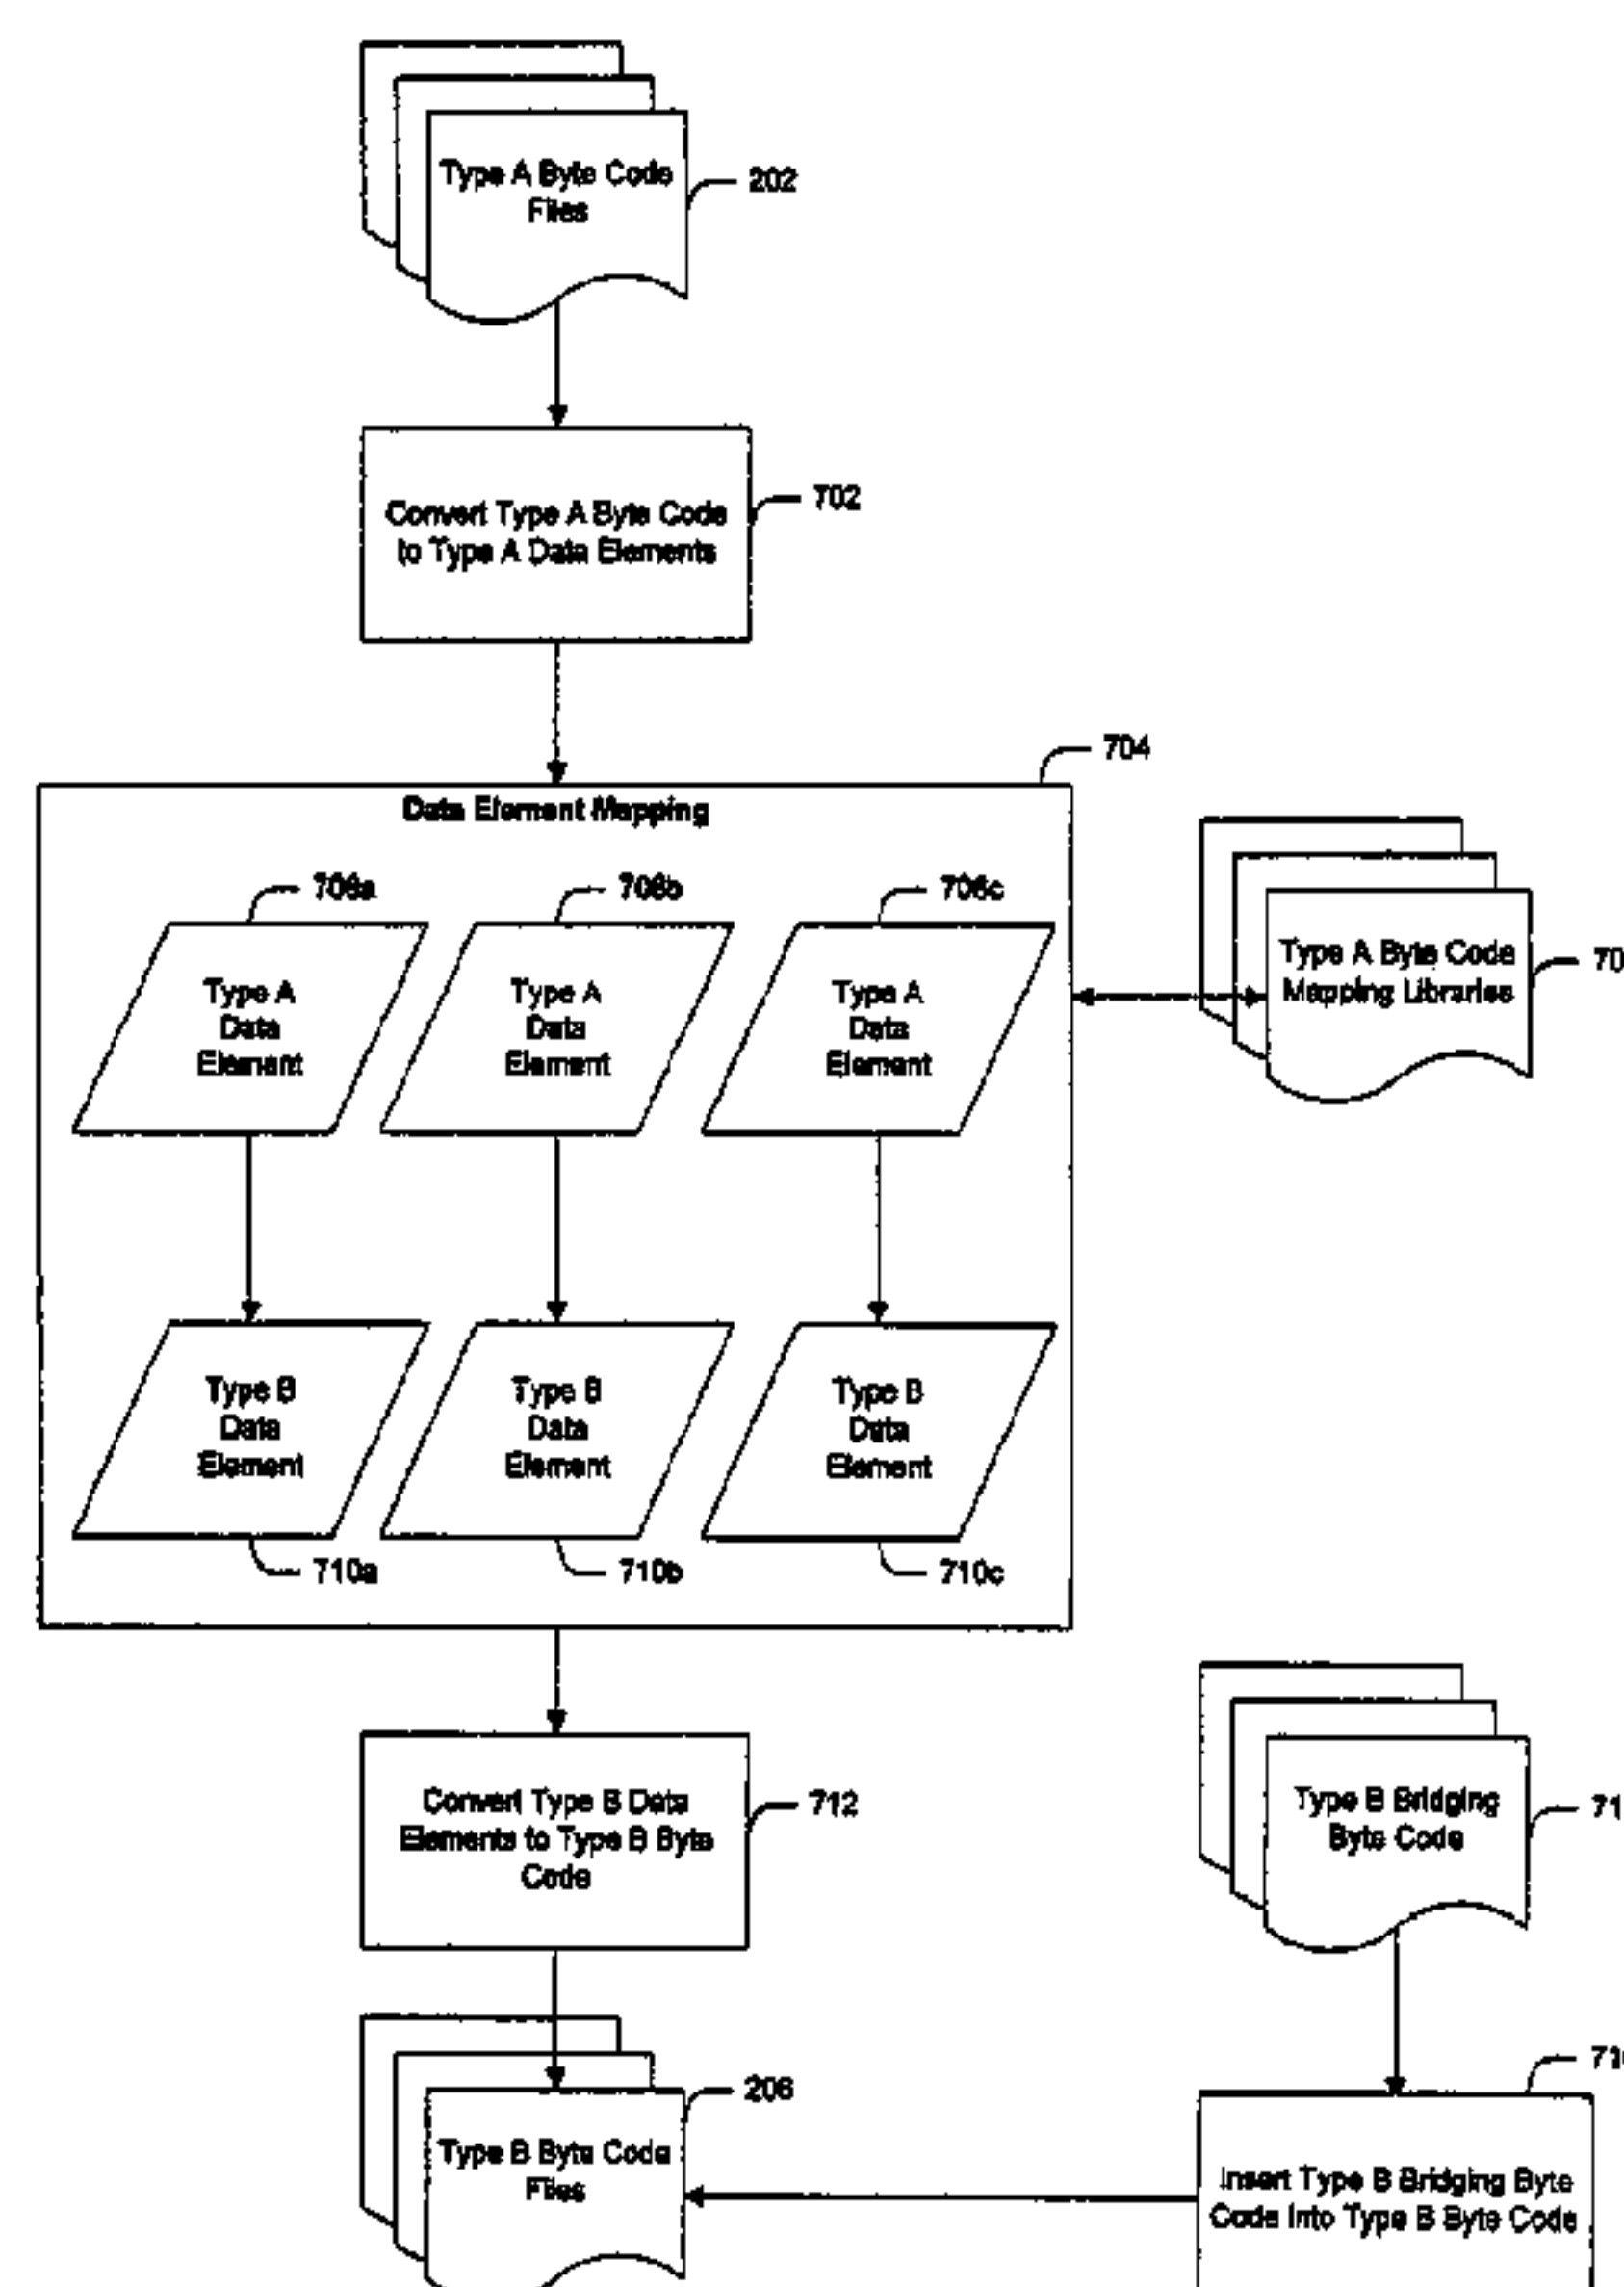 Type A Byte Code
Files
202
Convert Type A Byte Code
to Type A Data Elements
702
704
Data Element Mapping
706a
706b
706c
Type A
Data
Element
Type A
Data
Element
Type A
Data
Element
Type A Byte Code
Mapping Libraries
70
Type B
Data
Element
Type B
Data
Element
Type B
Data
Element
710a
710b
710c
Convert Type B Data
Elements to Type B Byte
Code
712
Type B Bridging
Byte Code
71
Type B Byte Code
Files
206
71
Insert Type B Bridging Byte
Code Into Type B Byte Code